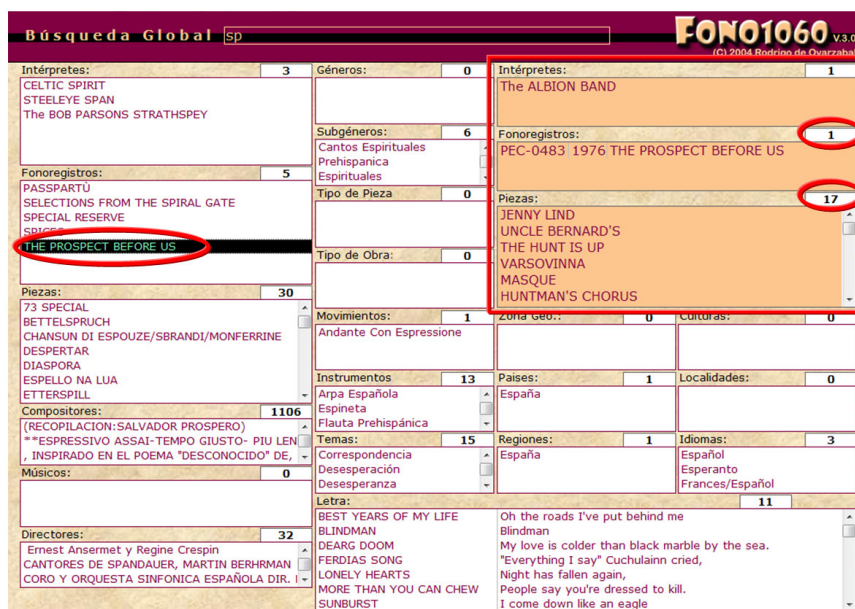 Búsqueda Global sp
FONO1060 V.3.0
(C) 2004 Rodrigo de Oyarzabal
Intérpretes: 3
CELTIC SPIRIT
STEELEYE SPAN
The BOB PARSONS STRATHSPEY
Fonoregistros: 5
PASSPARTÙ
SELECTIONS FROM THE SPIRAL GATE
SPECIAL RESERVE
SPICES
THE PROSPECT BEFORE US
Piezas: 30
73 SPECIAL
BETTELSPRUCH
CHANSUN DI ESPOUZE/SBRANDI/MONFERRINE
DESPERTAR
DIASPORA
ESPELLO NA LUA
ETTERSPILL
Compositores: 1106
(RECOPILACION:SALVADOR PROSPERO)
**ESPRESSIVO ASSAI-TEMPO GIUSTO- PIU LEN
, INSPIRADO EN EL POEMA "DESCONOCIDO" DE,
Músicos: 0
Directores: 32
Ernest Ansermet y Regine Crespin
CANTORES DE SPANDAUER, MARTIN BERHRMAN
CORO Y ORQUESTA SINFONICA ESPAÑOLA DIR.
Géneros: 0
Subgéneros: 6
Cantos Espirituales
Prehispanica
Espirituales
Tipo de Pieza 0
Tipo de Obra: 0
Movimientos: 1
Andante Con Espressione
Instrumentos 13
Arpa Española
Espineta
Flauta Prehispánica
Temas: 15
Correspondencia
Desesperación
Desesperanza
Intérpretes: 1
The ALBION BAND
Fonoregistros: 1
PEC-0483 1976 THE PROSPECT BEFORE US
Piezas: 17
JENNY LIND
UNCLE BERNARD'S
THE HUNT IS UP
VARSOVINNA
MASQUE
HUNTMAN'S CHORUS
Zona Geo.: 0
Culturas: 0
Paises: 1
España
Localidades: 0
Regiones: 1
España
Idiomas: 3
Español
Esperanto
Frances/Español
Letra: 11
BEST YEARS OF MY LIFE Oh the roads I've put behind me
BLINDMAN Blindman
DEARG DOOM My love is colder than black marble by the sea.
FERDIAS SONG "Everything I say" Cuchulainn cried,
LONELY HEARTS Night has fallen again,
MORE THAN YOU CAN CHEW People say you're dressed to kill.
SUNBURST I come down like an eagle